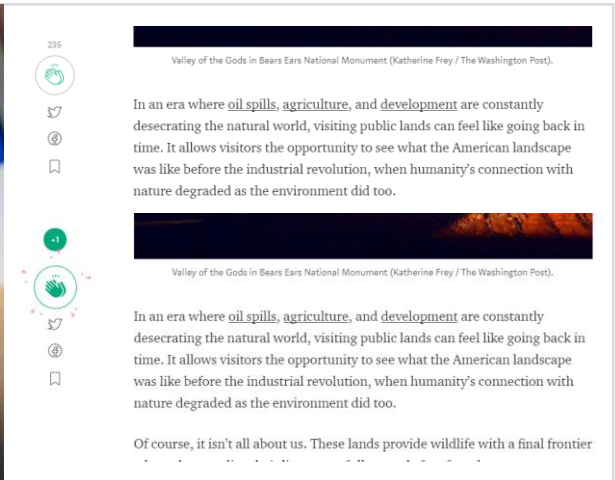 235
Valley of the Gods in Bears Ears National Monument (Katherine Frey / The Washington Post).
In an era where oil spills, agriculture, and development are constantly
desecrating the natural world, visiting public lands can feel like going back in
time. It allows visitors the opportunity to see what the American landscape
was like before the industrial revolution, when humanity's connection with
nature degraded as the environment did too.
+1
Valley of the Gods in Bears Ears National Monument (Katherine Frey / The Washington Post).
In an era where oil spills, agriculture, and development are constantly
desecrating the natural world, visiting public lands can feel like going back in
time. It allows visitors the opportunity to see what the American landscape
was like before the industrial revolution, when humanity's connection with
nature degraded as the environment did too.
Of course, it isn't all about us. These lands provide wildlife with a final frontier